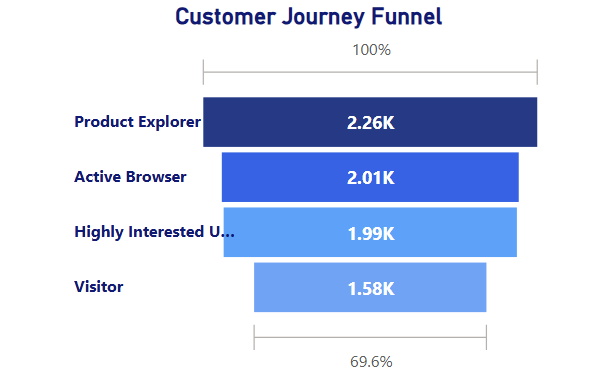 Customer Journey Funnel
100%
Product Explorer 2.26K
Active Browser 2.01K
Highly Interested U... 1.99K
Visitor 1.58K
69.6%